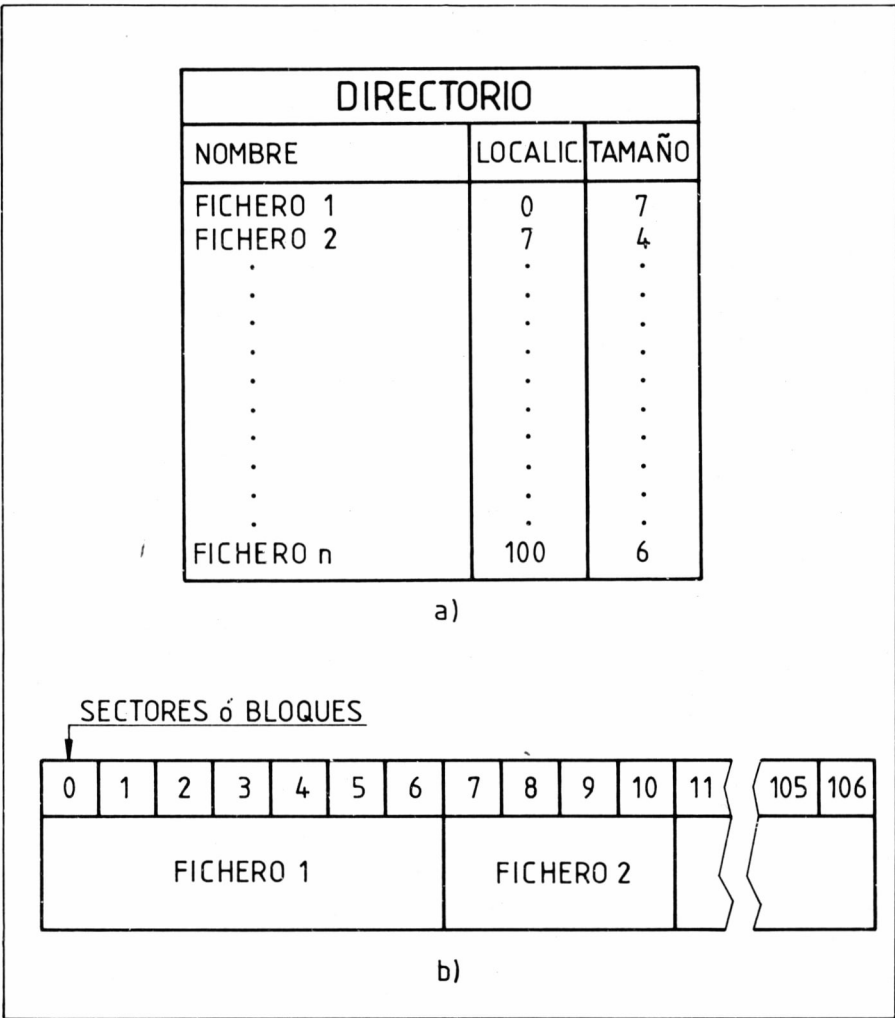 DIRECTORIO
NOMBRE LOCALIC. TAMAÑO
FICHERO 1 0 7
FICHERO 2 7 4
. . .
. . .
. . .
. . .
. . .
. . .
. . .
. . .
. . .
. . .
FICHERO n 100 6
a)
SECTORES ó BLOQUES
0 1 2 3 4 5 6 7 8 9 10 11 105 106
FICHERO 1 FICHERO 2
b)